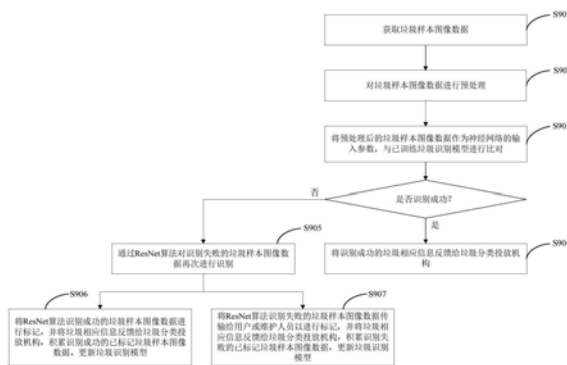 获取垃圾样本图像数据
对垃圾样本图像数据进行预处理
将预处理后的垃圾样本图像数据作为神经网络的输
入参数,与已训练垃圾识别模型进行比对
否
是否识别成功?
是
S905
通过ResNet算法对识别失败的垃圾样本图像数
据再次进行识别
将识别成功的垃圾相应信息反馈给垃圾分类投放机
构
S906
将ResNet算法识别成功的垃圾样本图像数据进
行标记,并将垃圾相应信息反馈给垃圾分类投
放机构,积累识别成功的已标记垃圾样本图像
数据,更新垃圾识别模型
S907
将ResNet算法识别失败的垃圾样本图像数据传
输给用户或维护人员以进行标记,并将垃圾相
应信息反馈给垃圾分类投放机构,积累识别失
败的已标记垃圾样本图像数据,更新垃圾识别
模型